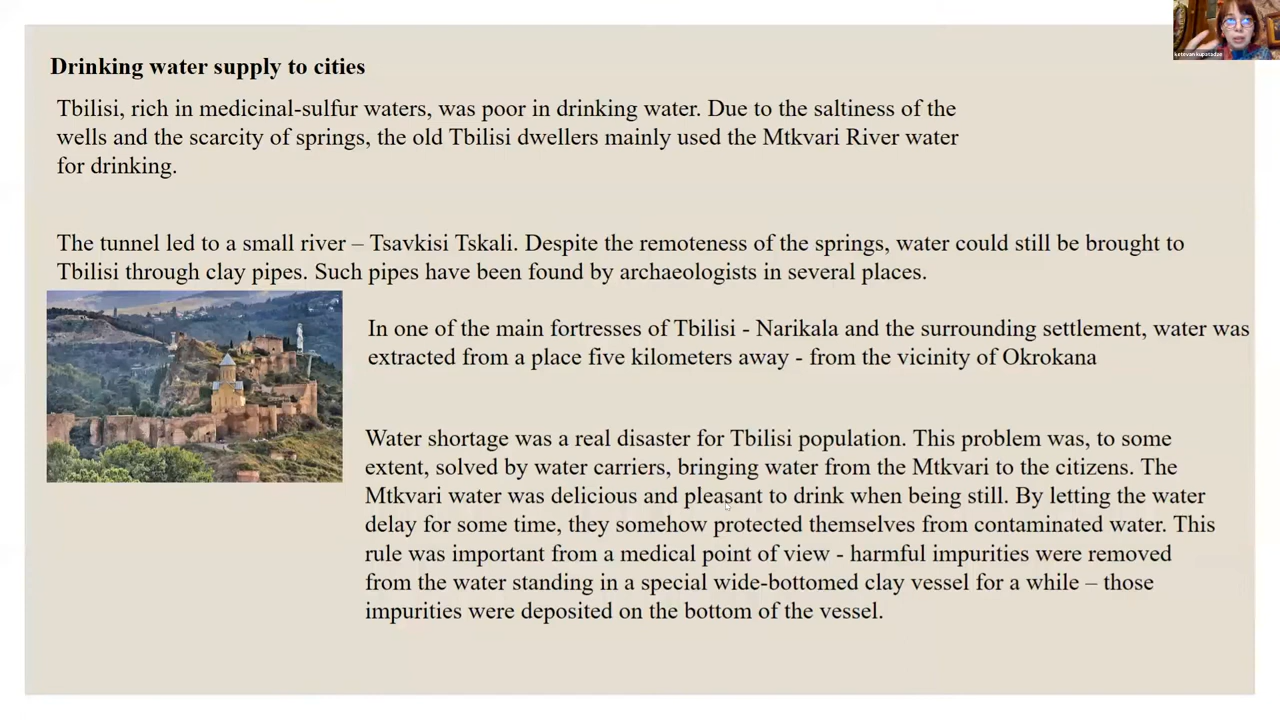 Drinking water supply to cities
Tbilisi, rich in medicinal-sulfur waters, was poor in drinking water. Due to the saltiness of the
wells and the scarcity of springs, the old Tbilisi dwellers mainly used the Mtkvari River water
for drinking.
The tunnel led to a small river – Tsavkisi Tskali. Despite the remoteness of the springs, water could still be brought to
Tbilisi through clay pipes. Such pipes have been found by archaeologists in several places.
In one of the main fortresses of Tbilisi - Narikala and the surrounding settlement, water was
extracted from a place five kilometers away - from the vicinity of Okrokana
Water shortage was a real disaster for Tbilisi population. This problem was, to some
extent, solved by water carriers, bringing water from the Mtkvari to the citizens. The
Mtkvari water was delicious and pleasant to drink when being still. By letting the water
delay for some time, they somehow protected themselves from contaminated water. This
rule was important from a medical point of view - harmful impurities were removed
from the water standing in a special wide-bottomed clay vessel for a while – those
impurities were deposited on the bottom of the vessel.